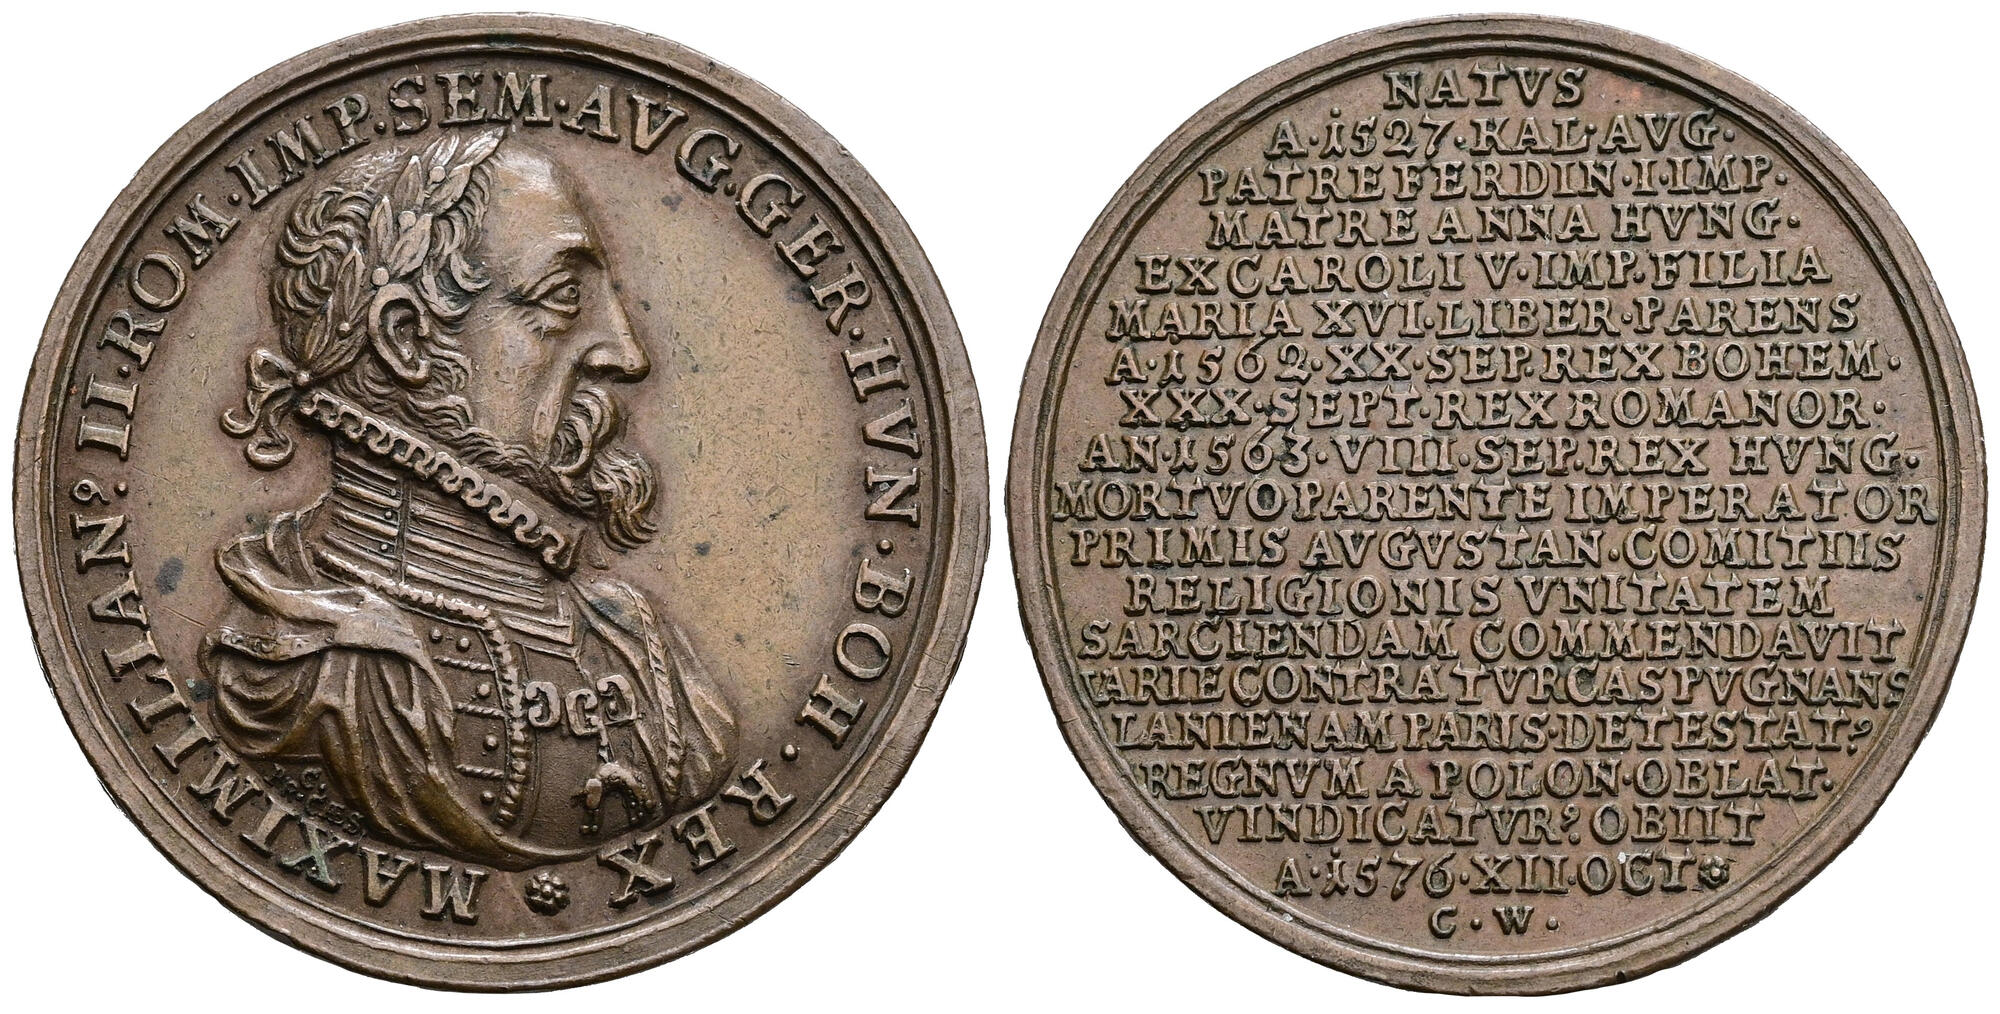 MAXIMILIANꝰ. II. ROM. IMP. SEM. AVG. GER. HVN. BOH. REX
NATVS
A. 1527. KAL. AVG.
PATRE FERDIN. I. IMP.
MATRE ANNA HVNG.
EX CAROLI V. IMP. FILIA
MARIA XVI. LIBER. PARENS
A. 1562. XX. SEP. REX BOHEM.
XXX. SEPT. REX ROMANOR.
AN. 1563. VIII. SEP. REX HVNG.
MORTVO PARENTE IMPERATOR
PRIMIS AVGVSTAN. COMITIIS
RELIGIONIS VNITATEM
SARCIENDAM COMMENDAVIT
VARIE CONTRA TVRCAS PVGNANS
LANIENAM PARIS. DETESTATꝰ
REGNVM A POLON. OBLAT.
VINDICATVRꝰ. OBIIT
A. 1576. XII. OCT
C. W.